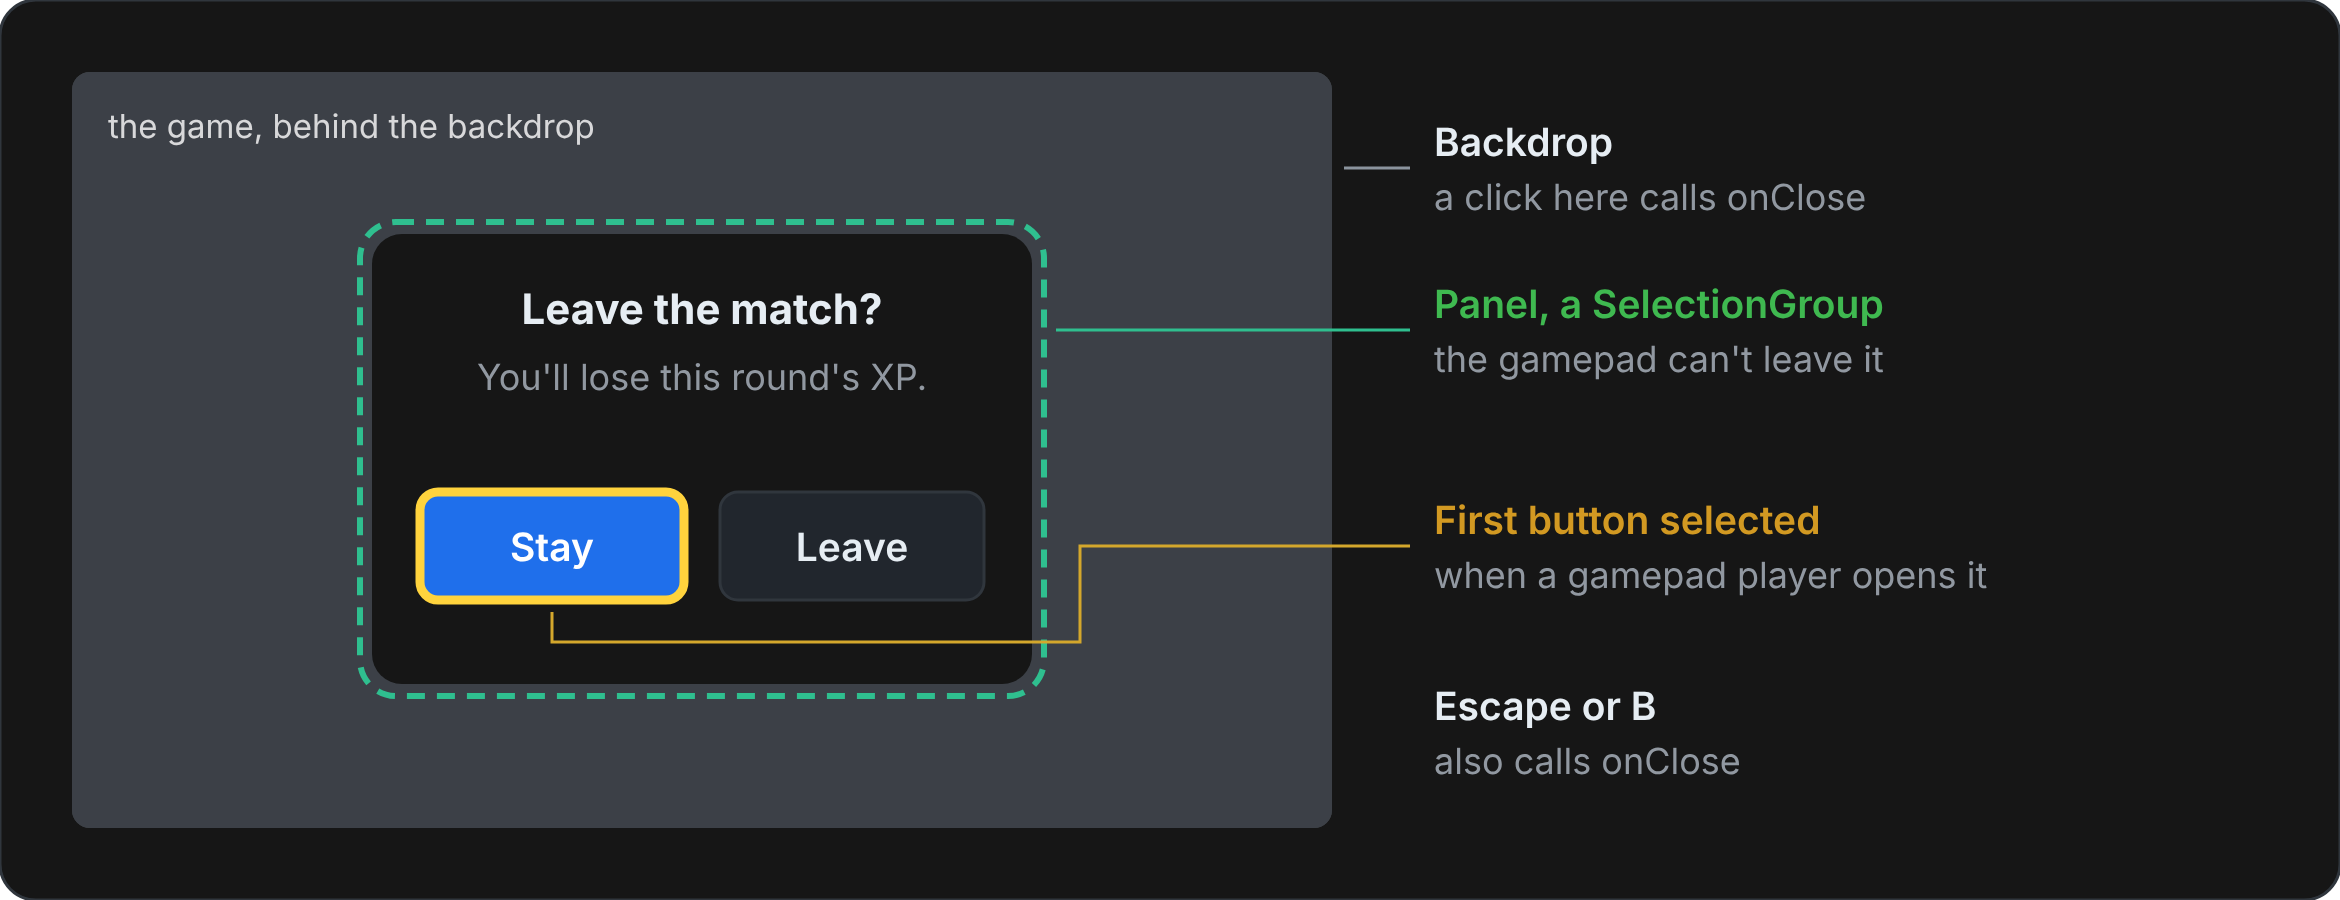 the game, behind the backdrop
Leave the match?
You'll lose this round's XP.
Stay
Leave
Backdrop
a click here calls onClose
Panel, a SelectionGroup
the gamepad can't leave it
First button selected
when a gamepad player opens it
Escape or B
also calls onClose